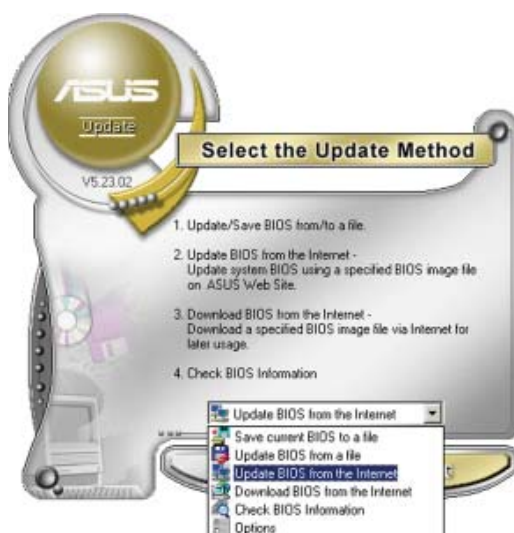 ASUS
Update
V5.23.02
Select the Update Method
1. Update/Save BIOS from/to a file.
2. Update BIOS from the Internet -
Update system BIOS using a specified BIOS image file
on ASUS Web Site.
3. Download BIOS from the Internet -
Download a specified BIOS image file via Internet for
later usage.
4. Check BIOS Information
Update BIOS from the Internet
Save current BIOS to a file
Update BIOS from a file
Update BIOS from the Internet
Download BIOS from the Internet
Check BIOS Information
Options